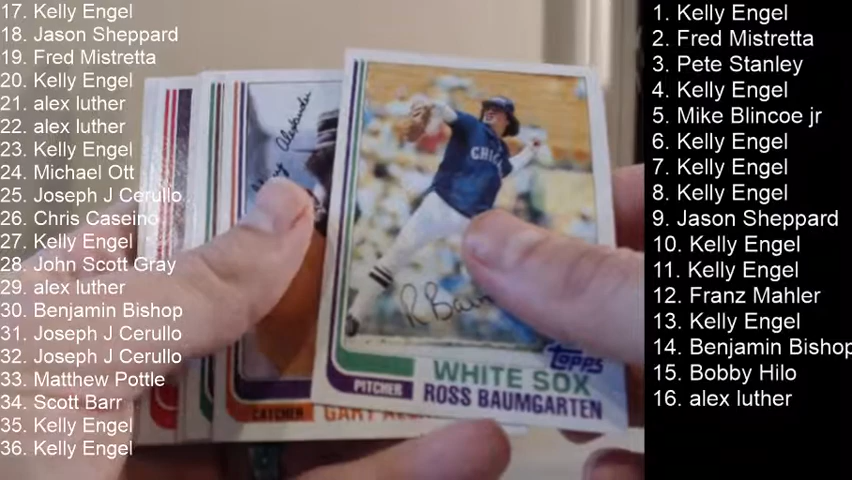 17. Kelly Engel
18. Jason Sheppard
19. Fred Mistretta
20. Kelly Engel
21. alex luther
22. alex luther
23. Kelly Engel
24. Michael Ott
25. Joseph J Cerullo
26. Chris Caseino
27. Kelly Engel
28. John Scott Gray
29. alex luther
30. Benjamin Bishop
31. Joseph J Cerullo
32. Joseph J Cerullo
33. Matthew Pottle
34. Scott Barr
35. Kelly Engel
36. Kelly Engel
Alexander
CHIC
R Baum
topps
WHITE SOX
PITCHER
ROSS BAUMGARTEN
CATCHER
GARY
1. Kelly Engel
2. Fred Mistretta
3. Pete Stanley
4. Kelly Engel
5. Mike Blincoe jr
6. Kelly Engel
7. Kelly Engel
8. Kelly Engel
9. Jason Sheppard
10. Kelly Engel
11. Kelly Engel
12. Franz Mahler
13. Kelly Engel
14. Benjamin Bishop
15. Bobby Hilo
16. alex luther